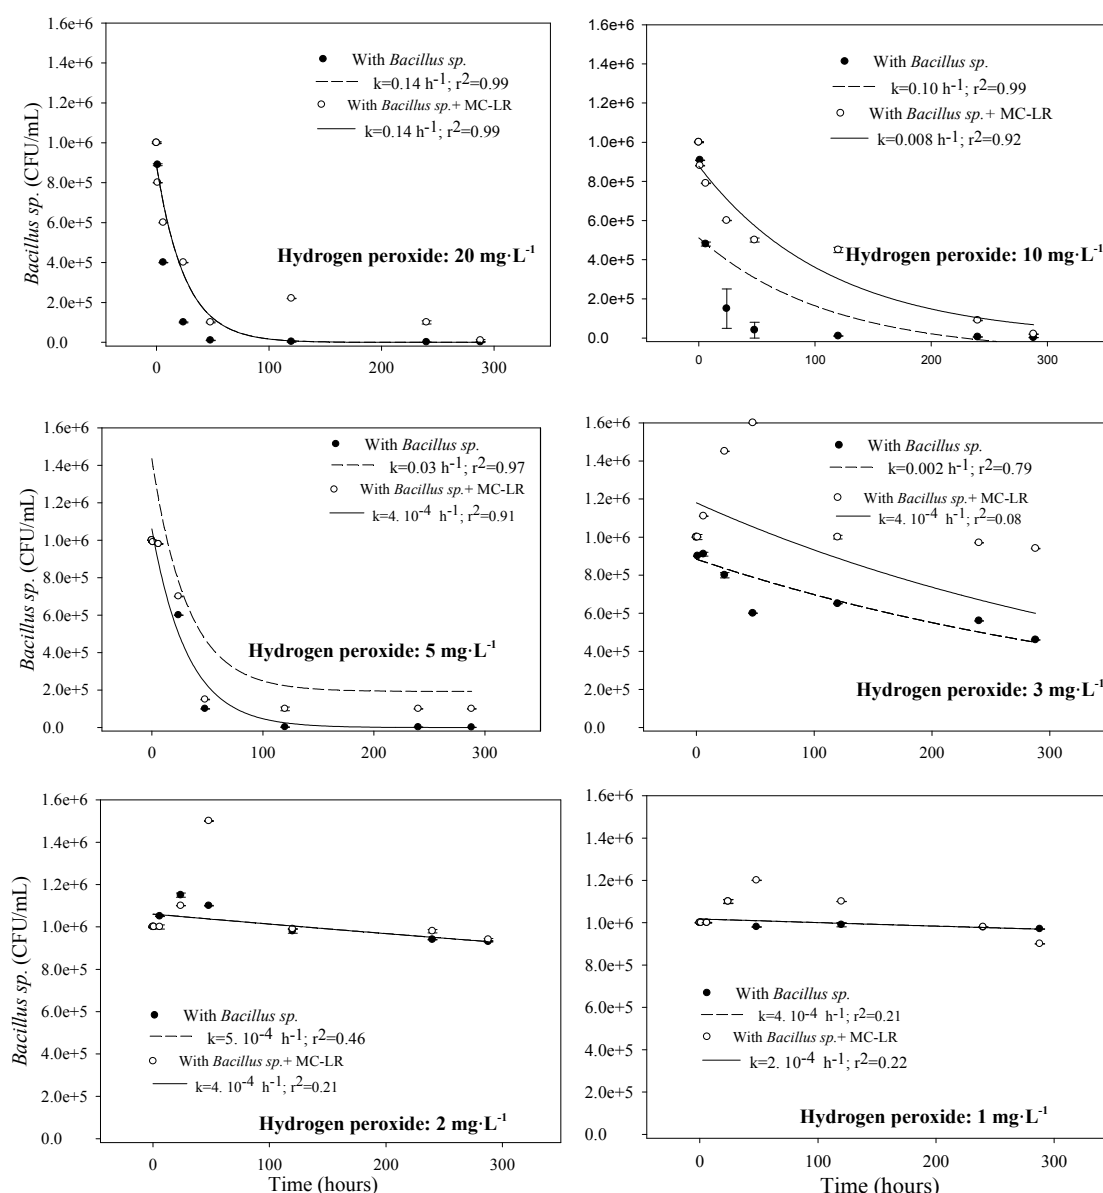 1.6e+6
1.4e+6
1.2e+6
1.0e+6
8.0e+5
6.0e+5
4.0e+5
2.0e+5
0.0
Bacillus sp. (CFU/mL)
With Bacillus sp.
k=0.14 h-1; r2=0.99
With Bacillus sp.+ MC-LR
k=0.14 h-1; r2=0.99
Hydrogen peroxide: 20 mg·L-1
0 100 200 300
1.6e+6
1.4e+6
1.2e+6
1.0e+6
8.0e+5
6.0e+5
4.0e+5
2.0e+5
0.0
With Bacillus sp.
k=0.10 h-1; r2=0.99
With Bacillus sp.+ MC-LR
k=0.008 h-1; r2=0.92
Hydrogen peroxide: 10 mg·L-1
0 100 200 300
1.6e+6
1.4e+6
1.2e+6
1.0e+6
8.0e+5
6.0e+5
4.0e+5
2.0e+5
0.0
Bacillus sp. (CFU/mL)
With Bacillus sp.
k=0.03 h-1; r2=0.97
With Bacillus sp.+ MC-LR
k=4. 10-4 h-1; r2=0.91
Hydrogen peroxide: 5 mg·L-1
0 100 200 300
1.6e+6
1.4e+6
1.2e+6
1.0e+6
8.0e+5
6.0e+5
4.0e+5
2.0e+5
0.0
With Bacillus sp.
k=0.002 h-1; r2=0.79
With Bacillus sp.+ MC-LR
k=4. 10-4 h-1; r2=0.08
Hydrogen peroxide: 3 mg·L-1
0 100 200 300
1.6e+6
1.4e+6
1.2e+6
1.0e+6
8.0e+5
6.0e+5
4.0e+5
2.0e+5
0.0
Bacillus sp. (CFU/mL)
With Bacillus sp.
k=5. 10-4 h-1; r2=0.46
With Bacillus sp.+ MC-LR
k=4. 10-4 h-1; r2=0.21
Hydrogen peroxide: 2 mg·L-1
0 100 200 300
Time (hours)
1.6e+6
1.4e+6
1.2e+6
1.0e+6
8.0e+5
6.0e+5
4.0e+5
2.0e+5
0.0
With Bacillus sp.
k=4. 10-4 h-1; r2=0.21
With Bacillus sp.+ MC-LR
k=2. 10-4 h-1; r2=0.22
Hydrogen peroxide: 1 mg·L-1
0 100 200 300
Time (hours)